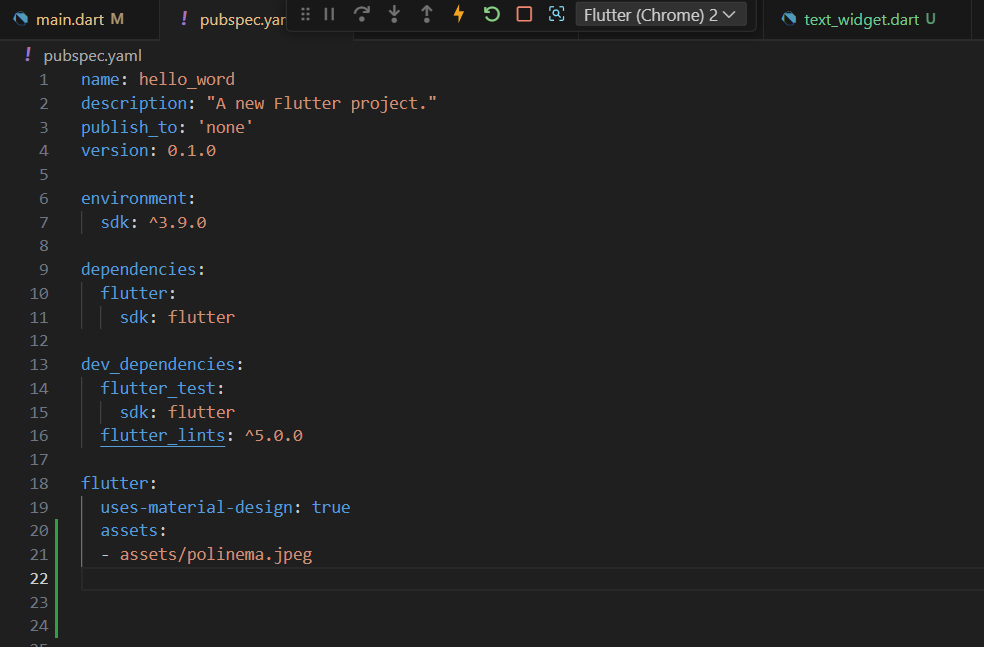 main.dart M
! pubspec.yar
Flutter (Chrome) 2
text_widget.dart U
! pubspec.yaml
1 name: hello_word
2 description: "A new Flutter project."
3 publish_to: 'none'
4 version: 0.1.0
5
6 environment:
7 sdk: ^3.9.0
8
9 dependencies:
10 flutter:
11 sdk: flutter
12
13 dev_dependencies:
14 flutter_test:
15 sdk: flutter
16 flutter_lints: ^5.0.0
17
18 flutter:
19 uses-material-design: true
20 assets:
21 - assets/polinema.jpeg
22
23
24